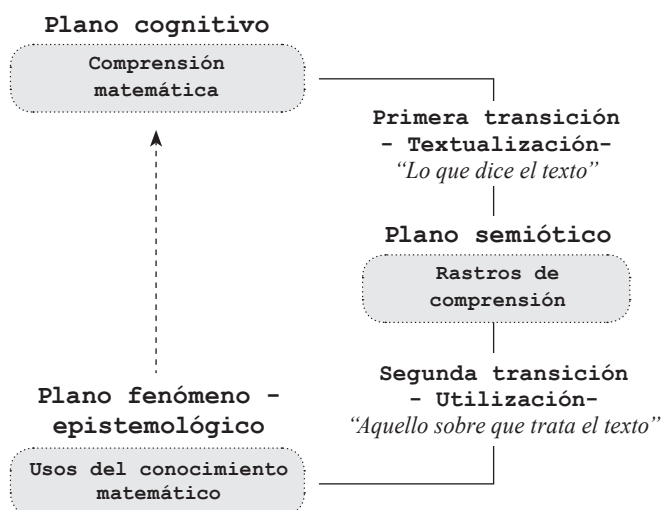 Plano cognitivo
Comprensión
matemática
Primera transición
- Textualización-
“Lo que dice el texto”
Plano semiótico
Rastros de
comprensión
Segunda transición
- Utilización-
“Aquello sobre que trata el texto”
Plano fenómeno -
epistemológico
Usos del conocimiento
matemático